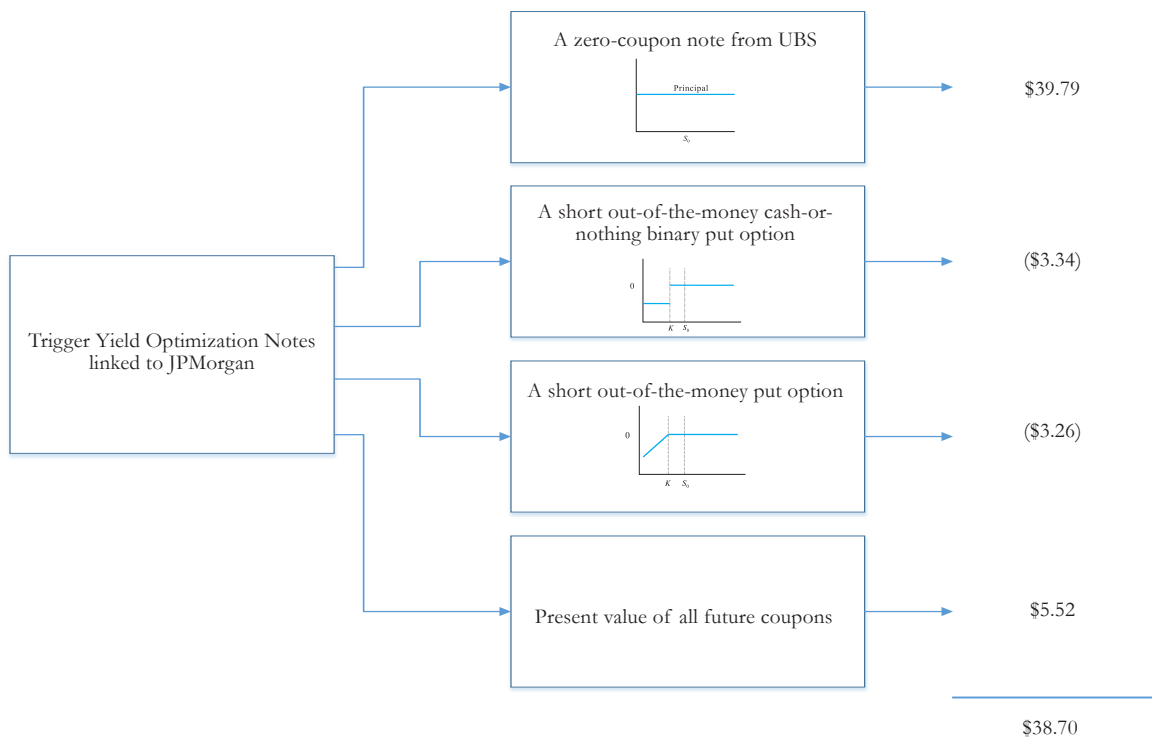 A zero-coupon note from UBS
Principal
S0
$39.79
A short out-of-the-money cash-or-
nothing binary put option
0
K
S0
($3.34)
Trigger Yield Optimization Notes
linked to JPMorgan
A short out-of-the-money put option
0
K
S0
($3.26)
Present value of all future coupons
$5.52
$38.70